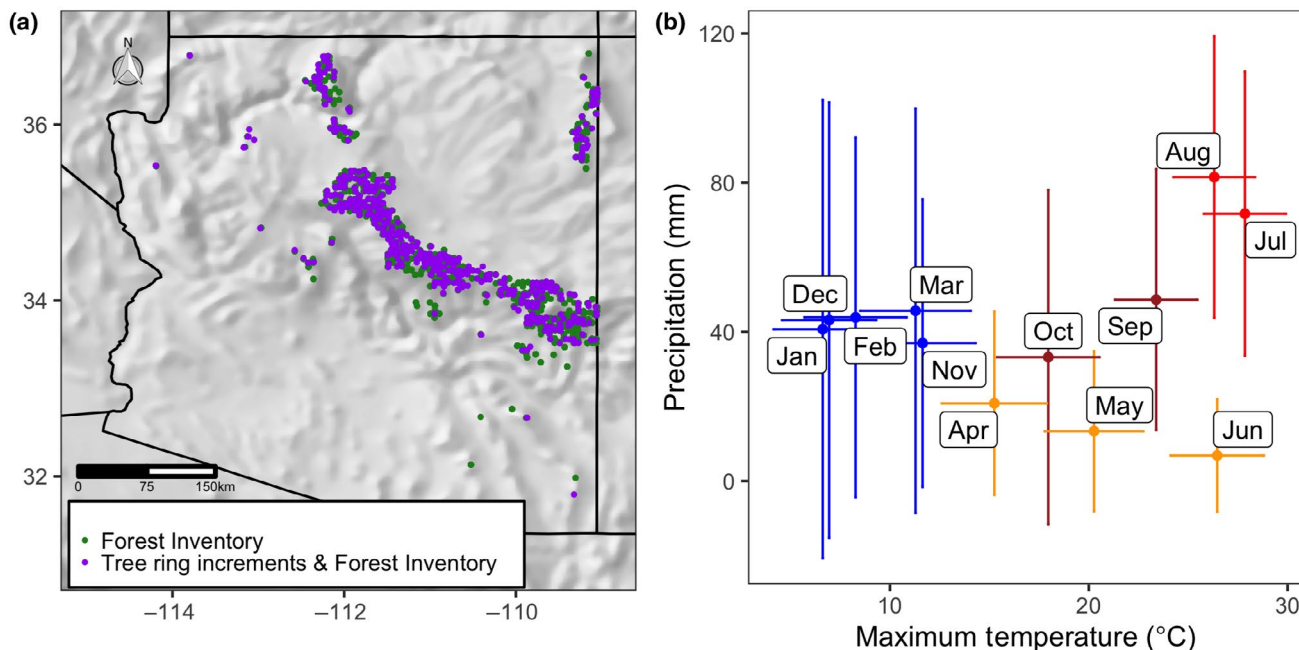 (a)
N
36
34
32
0 75 150km
Forest Inventory
Tree ring increments & Forest Inventory
−114 −112 −110
(b)
Precipitation (mm)
120
80
40
0
Aug
Jul
Dec
Mar
Jan
Feb
Nov
Oct
Sep
Apr
May
Jun
10 20 30
Maximum temperature (°C)